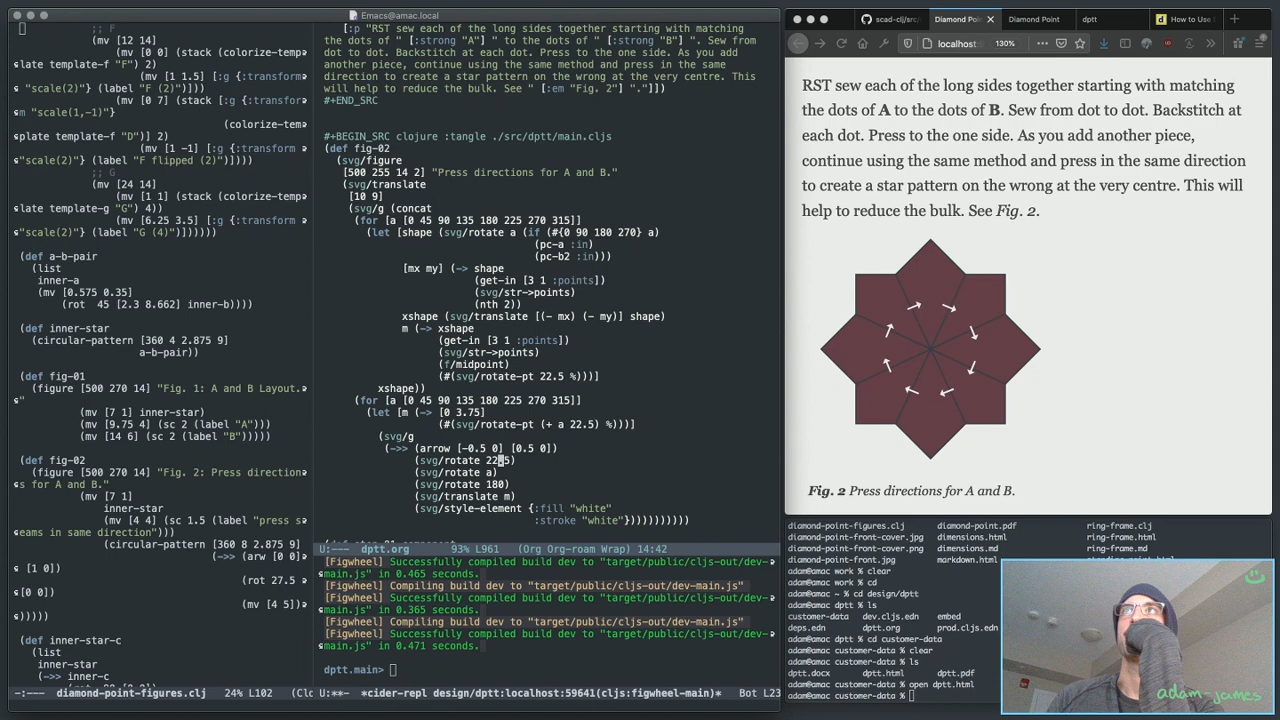 Emacs@amac.local
;; F
(mv [12 14]
(mv [0 0] (stack (colorize-temp
late template-f "F") 2)))
(mv [1 1.5] [:g {:transform
"scale(2)"} (label "F (2)")]))))
(mv [0 7] (stack [:g {:transfor
m "scale(1,-1)"}
(colorize-temp
late template-f "D")] 2)
(mv [1 -1] [:g {:transform
"scale(2)"} (label "F flipped (2)")]))))
;; G
(mv [24 14]
(mv [1 1] (stack (colorize-temp
late template-g "G") 4))
(mv [6.25 3.5] [:g {:transform
"scale(2)"} (label "G (4)")])))))))
(def a-b-pair
(list
inner-a
(mv [0.575 0.35]
(rot 45 [2.3 8.662] inner-b))))
(def inner-star
(circular-pattern [360 4 2.875 9]
a-b-pair))
(def fig-01
(figure [500 270 14] "Fig. 1: A and B Layout.
"
(mv [7 1] inner-star)
(mv [9.75 4] (sc 2 (label "A")))
(mv [14 6] (sc 2 (label "B")))))
(def fig-02
(figure [500 270 14] "Fig. 2: Press direction
s for A and B."
(mv [7 1]
inner-star
(mv [4 4] (sc 1.5 (label "press s
eams in same direction")))
(circular-pattern [360 8 2.875 9]
(->> (arw [0 0]
[1 0])
(rot 27.5
[0 0])
(mv [4 5])
)))))
(def inner-star-c
(list
inner-star
(->> inner-c
diamond-point-figures.clj 24% L102 (Clo
[:p "RST sew each of the long sides together starting with matching
the dots of " [:strong "A"] " to the dots of " [:strong "B"] ". Sew from
dot to dot. Backstitch at each dot. Press to the one side. As you add
another piece, continue using the same method and press in the same
direction to create a star pattern on the wrong at the very centre. This
will help to reduce the bulk. See " [:em "Fig. 2"] "."]])
#+END_SRC
#+BEGIN_SRC clojure :tangle ./src/dptt/main.cljs
(def fig-02
(svg/figure
[500 255 14 2] "Press directions for A and B."
(svg/translate
[10 9]
(svg/g (concat
(for [a [0 45 90 135 180 225 270 315]]
(let [shape (svg/rotate a (if (#{0 90 180 270} a)
(pc-a :in)
(pc-b2 :in)))
[mx my] (-> shape
(get-in [3 1 :points])
(svg/str->points)
(nth 2))
xshape (svg/translate [(- mx) (- my)] shape)
m (-> xshape
(get-in [3 1 :points])
(svg/str->points)
(f/midpoint)
(#(svg/rotate-pt 22.5 %)))]
xshape))
(for [a [0 45 90 135 180 225 270 315]]
(let [m (-> [0 3.75]
(#(svg/rotate-pt (+ a 22.5) %)))]
(svg/g
(->> (arrow [-0.5 0] [0.5 0])
(svg/rotate 22.5)
(svg/rotate a)
(svg/rotate 180)
(svg/translate m)
(svg/style-element {:fill "white"
:stroke "white"}))))))))))
U:--- dptt.org 93% L961 (Org Org-roam Wrap) 14:42
[Figwheel] Successfully compiled build dev to "target/public/cljs-out/dev-
main.js" in 0.465 seconds.
[Figwheel] Compiling build dev to "target/public/cljs-out/dev-main.js"
[Figwheel] Successfully compiled build dev to "target/public/cljs-out/dev-
main.js" in 0.365 seconds.
[Figwheel] Compiling build dev to "target/public/cljs-out/dev-main.js"
[Figwheel] Successfully compiled build dev to "target/public/cljs-out/dev-
main.js" in 0.471 seconds.
dptt.main>
U:**- *cider-repl design/dptt:localhost:59641(cljs:figwheel-main)* Bot L23
scad-clj/src/ Diamond Point Diamond Point dptt How to Use
localhost 130%
RST sew each of the long sides together starting with matching
the dots of A to the dots of B. Sew from dot to dot. Backstitch at
each dot. Press to the one side. As you add another piece,
continue using the same method and press in the same direction
to create a star pattern on the wrong at the very centre. This will
help to reduce the bulk. See Fig. 2.
Fig. 2 Press directions for A and B.
diamond-point-figures.clj diamond-point.pdf ring-frame.clj
diamond-point-front-cover.jpg dimensions.html ring-frame.html
diamond-point-front-cover.png dimensions.md
diamond-point-front.jpg markdown.html
adam@amac work % clear
adam@amac work % cd
adam@amac ~ % cd design/dptt
adam@amac dptt % ls
customer-data dev.cljs.edn embed
deps.edn dptt.org prod.cljs.edn
adam@amac dptt % cd customer-data
adam@amac customer-data % clear
adam@amac customer-data % ls
dptt.docx dptt.html dptt.pdf
adam@amac customer-data % open dptt.html
adam@amac customer-data %
adam-james